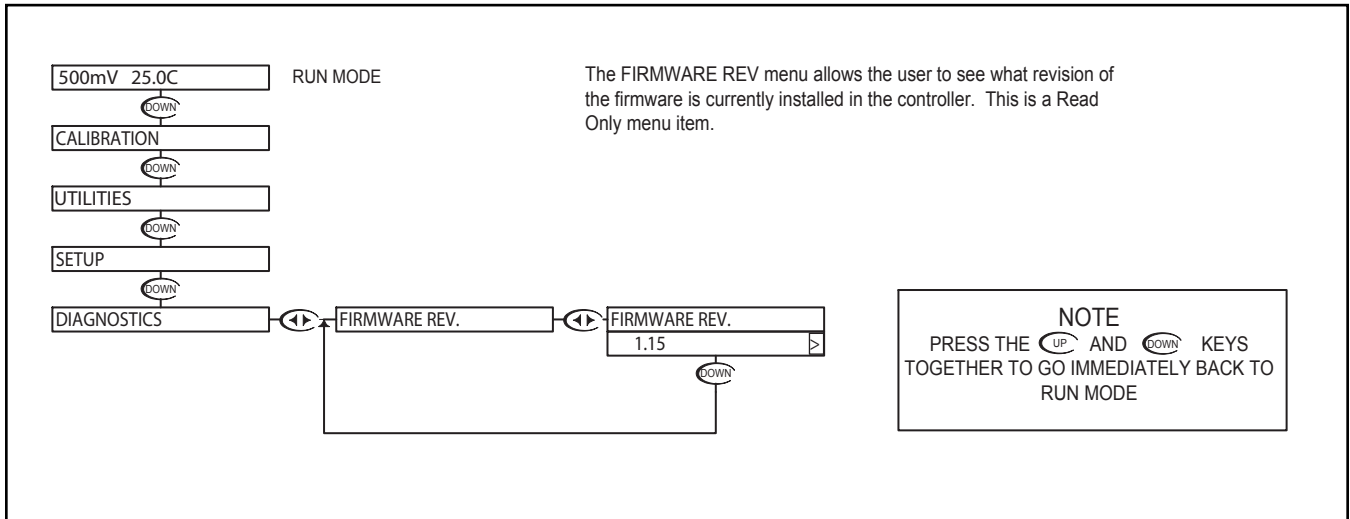 500mV 25.0C RUN MODE
The FIRMWARE REV menu allows the user to see what revision of
the firmware is currently installed in the controller. This is a Read
Only menu item.
DOWN
CALIBRATION
DOWN
UTILITIES
DOWN
SETUP
DOWN
DIAGNOSTICS
FIRMWARE REV.
FIRMWARE REV.
1.15 >
DOWN
NOTE
PRESS THE UP AND DOWN KEYS
TOGETHER TO GO IMMEDIATELY BACK TO
RUN MODE